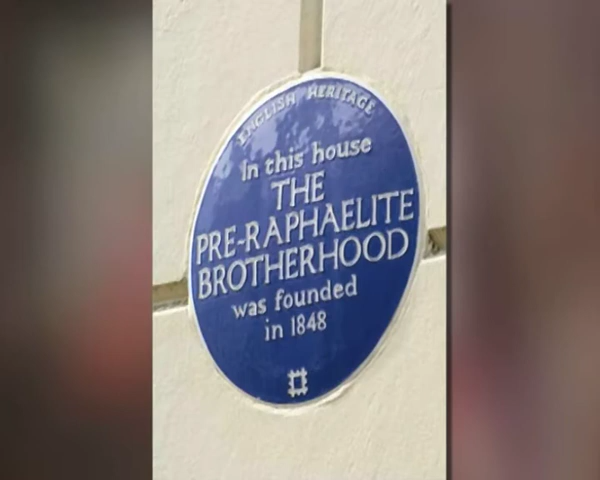 ENGLISH HERITAGE
In this house
THE
PRE-RAPHAELITE
BROTHERHOOD
was founded
in 1848